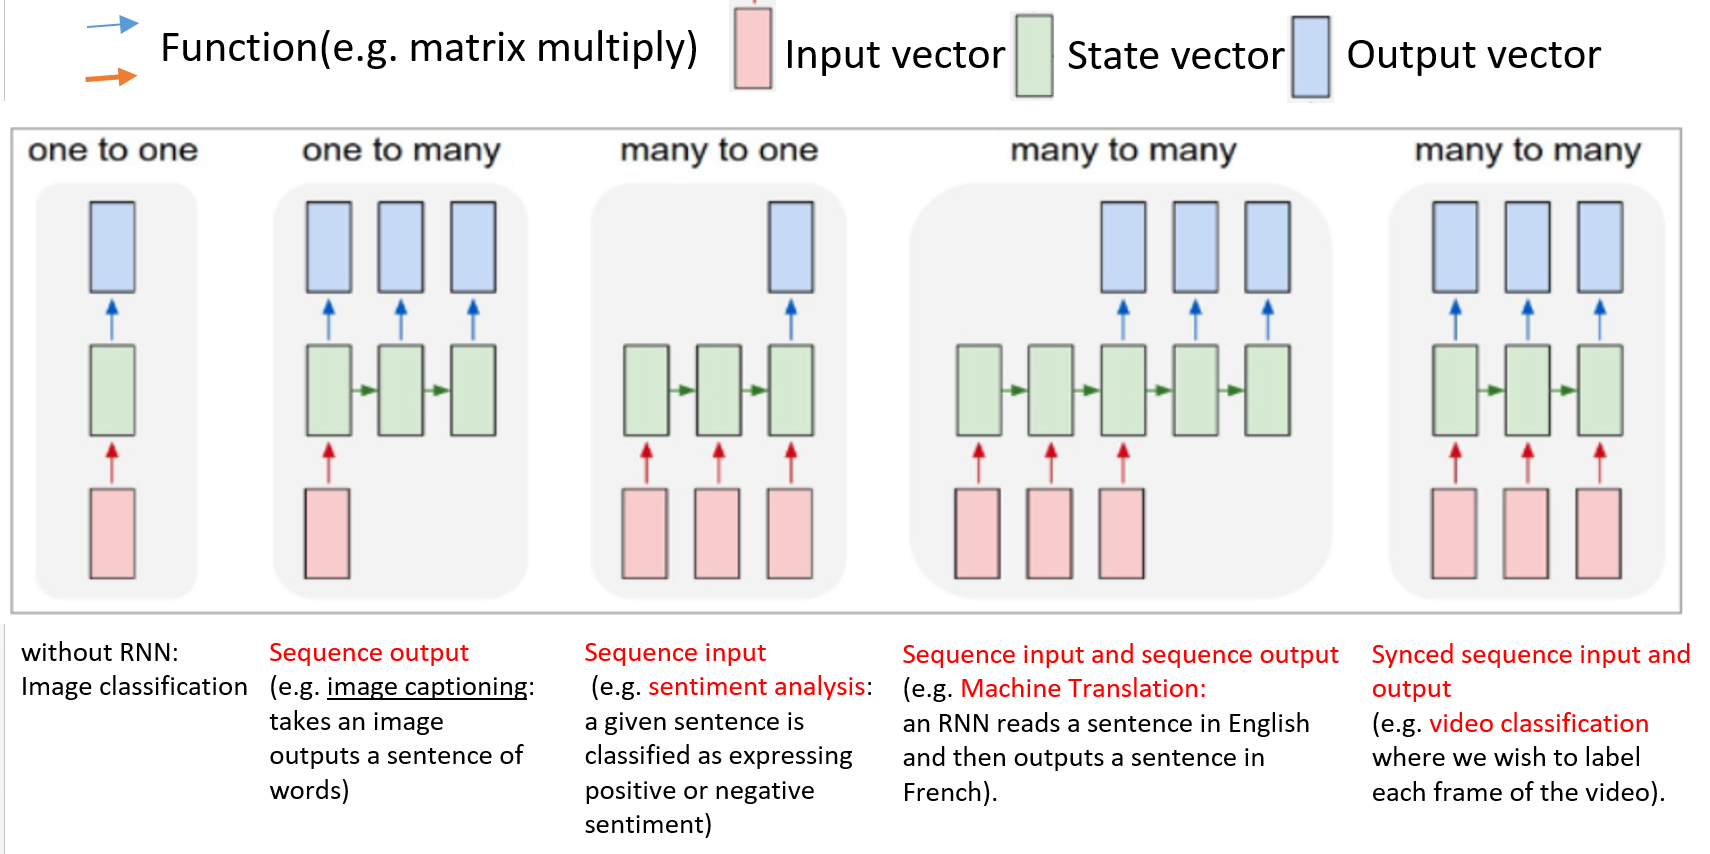 Function(e.g. matrix multiply)
Input vector
State vector
Output vector
one to one
one to many
many to one
many to many
many to many
without RNN:
Image classification
Sequence output
(e.g. image captioning:
takes an image
outputs a sentence of
words)
Sequence input
(e.g. sentiment analysis:
a given sentence is
classified as expressing
positive or negative
sentiment)
Sequence input and sequence output
(e.g. Machine Translation:
an RNN reads a sentence in English
and then outputs a sentence in
French).
Synced sequence input and
output
(e.g. video classification
where we wish to label
each frame of the video).